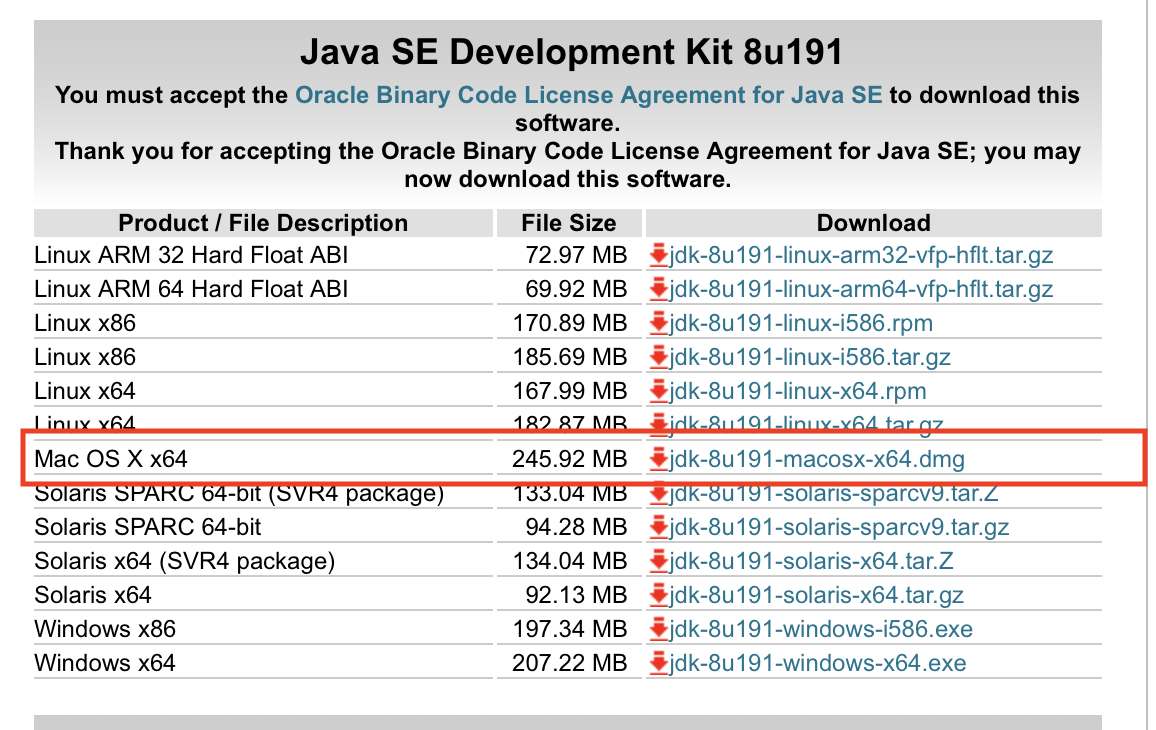 Java SE Development Kit 8u191
You must accept the Oracle Binary Code License Agreement for Java SE to download this
software.
Thank you for accepting the Oracle Binary Code License Agreement for Java SE; you may
now download this software.
Product / File Description File Size Download
Linux ARM 32 Hard Float ABI 72.97 MB jdk-8u191-linux-arm32-vfp-hflt.tar.gz
Linux ARM 64 Hard Float ABI 69.92 MB jdk-8u191-linux-arm64-vfp-hflt.tar.gz
Linux x86 170.89 MB jdk-8u191-linux-i586.rpm
Linux x86 185.69 MB jdk-8u191-linux-i586.tar.gz
Linux x64 167.99 MB jdk-8u191-linux-x64.rpm
Linux x64 182.87 MB jdk-8u191-linux-x64.tar.gz
Mac OS X x64 245.92 MB jdk-8u191-macosx-x64.dmg
Solaris SPARC 64-bit (SVR4 package) 133.04 MB jdk-8u191-solaris-sparcv9.tar.Z
Solaris SPARC 64-bit 94.28 MB jdk-8u191-solaris-sparcv9.tar.gz
Solaris x64 (SVR4 package) 134.04 MB jdk-8u191-solaris-x64.tar.Z
Solaris x64 92.13 MB jdk-8u191-solaris-x64.tar.gz
Windows x86 197.34 MB jdk-8u191-windows-i586.exe
Windows x64 207.22 MB jdk-8u191-windows-x64.exe